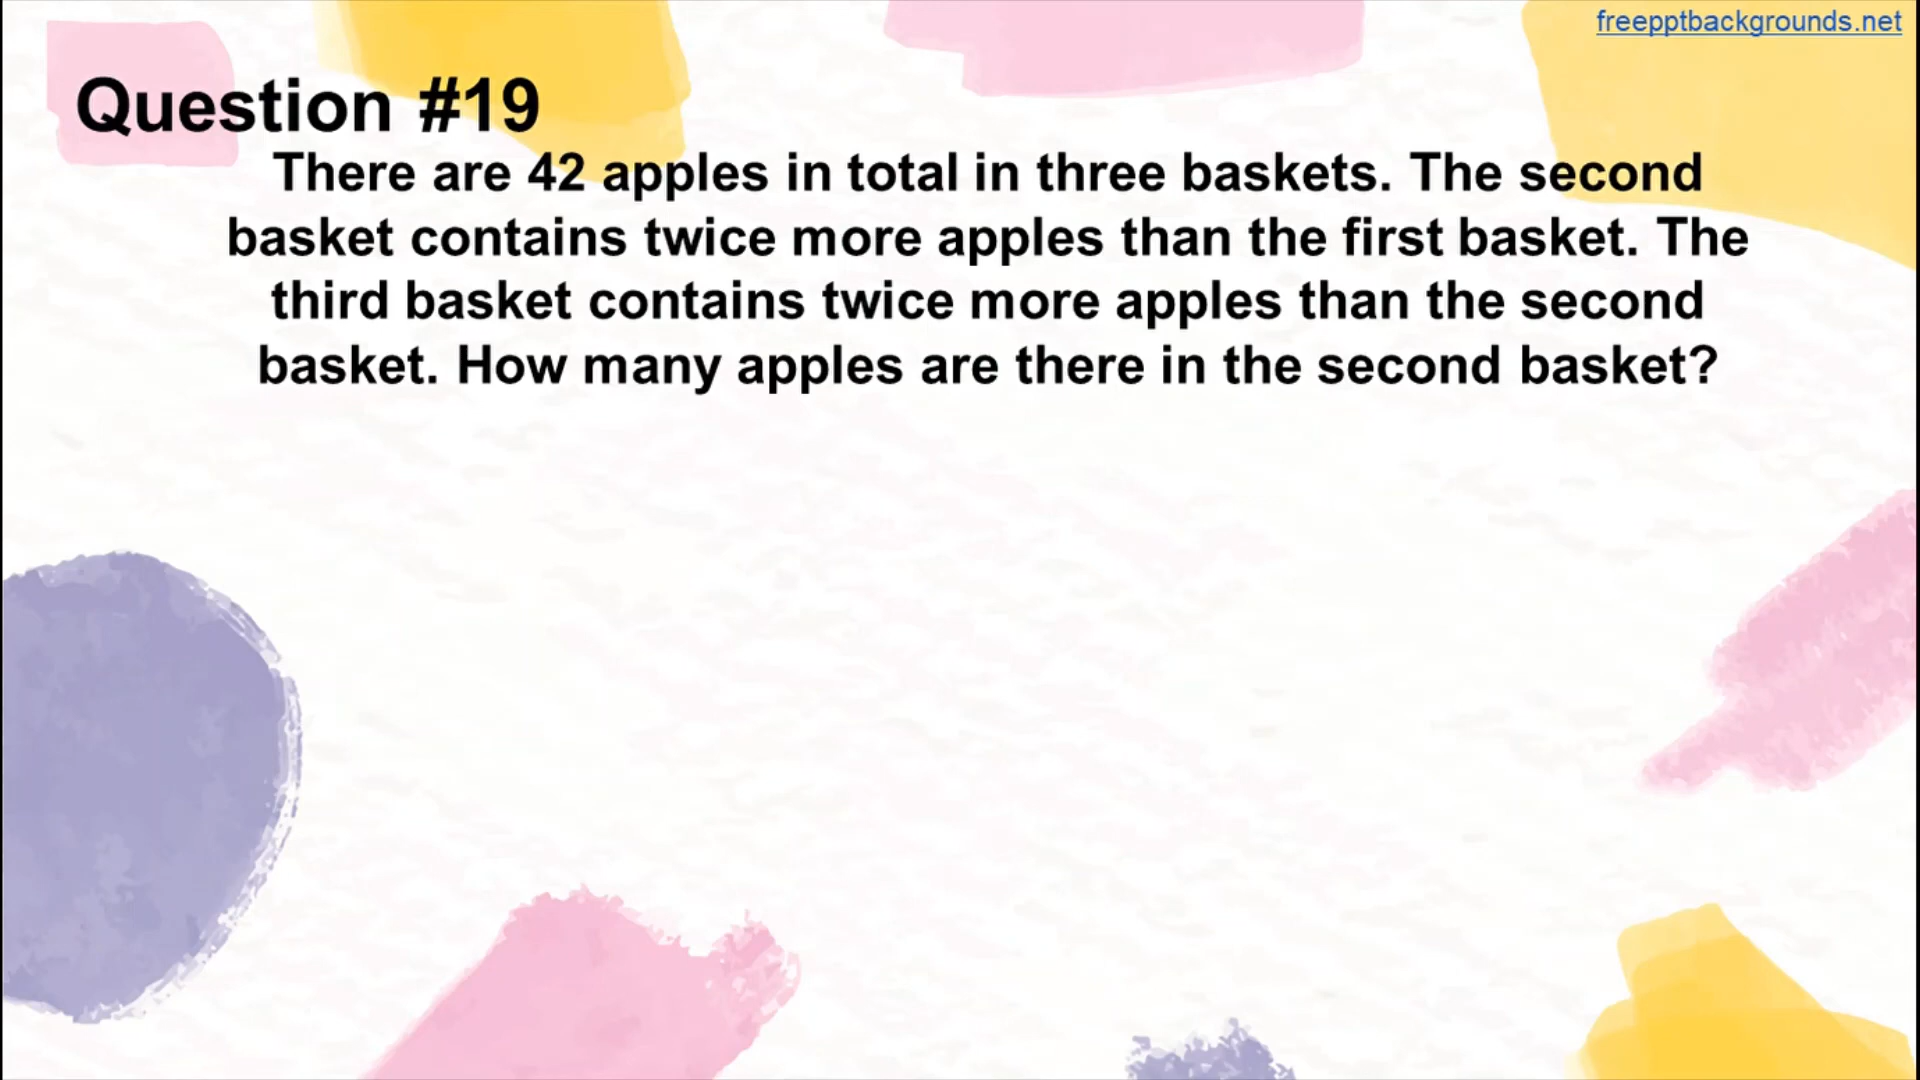 freepptbackgrounds.net
Question #19
There are 42 apples in total in three baskets. The second
basket contains twice more apples than the first basket. The
third basket contains twice more apples than the second
basket. How many apples are there in the second basket?